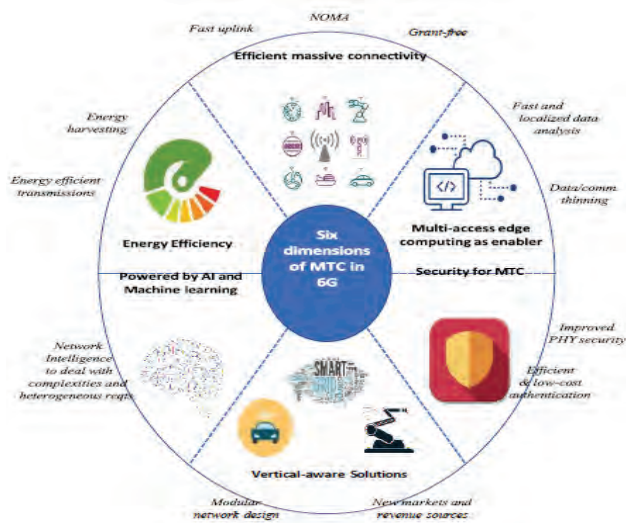 NOMA
Fast uplink
Grant-free
Efficient massive connectivity
Energy
harvesting
Fast and
localized data
analysis
Energy efficient
transmissions
Data/comm.
thinning
Energy Efficiency
Multi-access edge
computing as enabler
Six
dimensions
of MTC in
6G
Powered by AI and
Machine learning
Security for MTC
Network
Intelligence
to deal with
complexities and
heterogeneous reqts
Improved
PHY security
Efficient
& low-cost
authentication
SMART
GRID
Vertical-aware Solutions
Modular
network design
New markets and
revenue sources